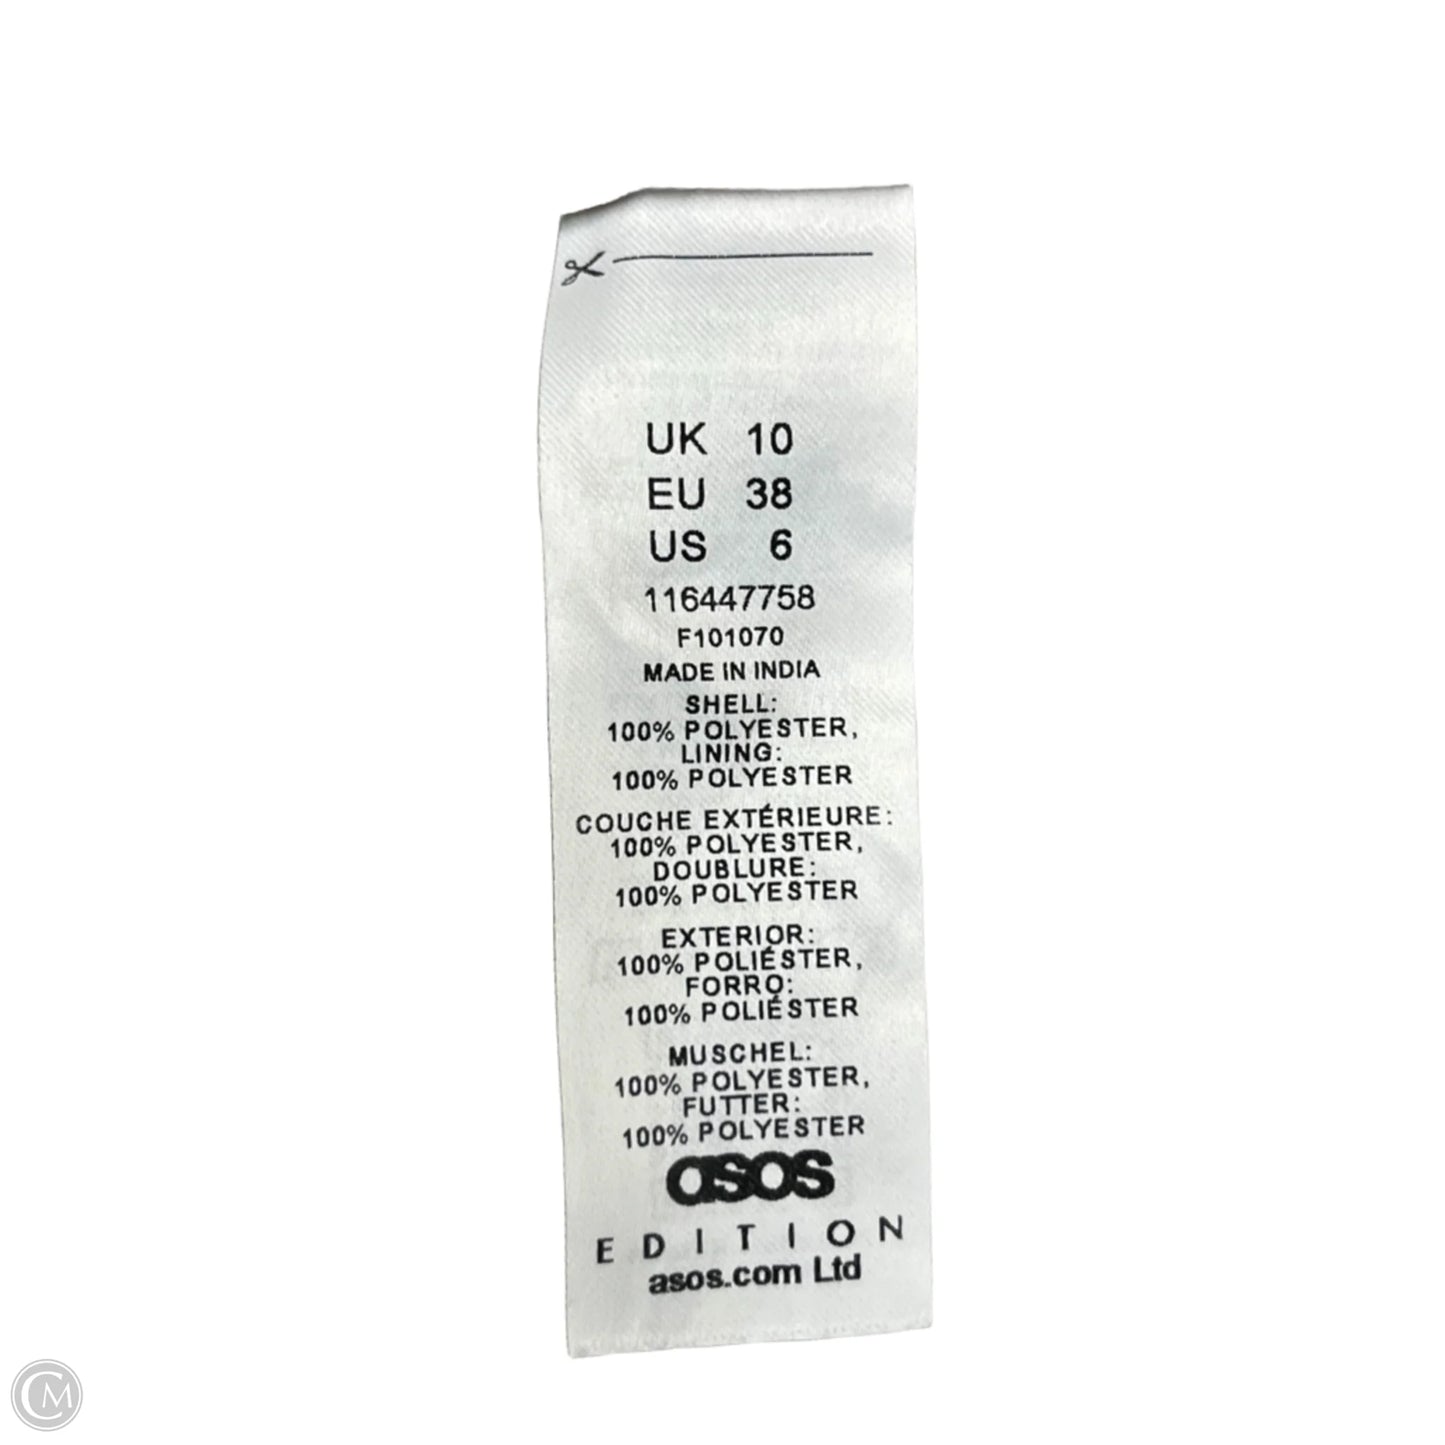 UK 10
EU 38
US 6
116447758
F101070
MADE IN INDIA
SHELL:
100% POLYESTER,
LINING:
100% POLYESTER
COUCHE EXTÉRIEURE:
100% POLYESTER,
DOUBLURE:
100% POLYESTER
EXTERIOR:
100% POLIÉSTER,
FORRO:
100% POLIÉSTER
MUSCHEL:
100% POLYESTER,
FUTTER:
100% POLYESTER
asos
EDITION
asos.com Ltd
CM